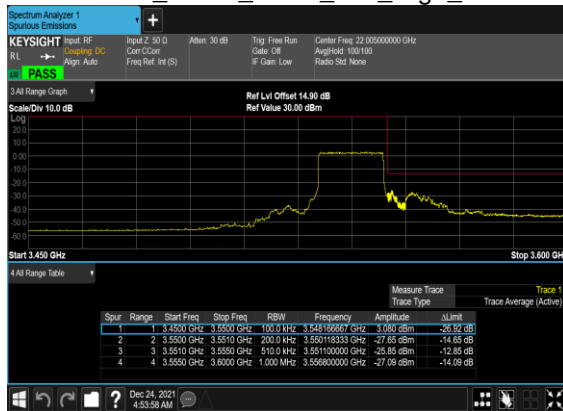 Spectrum Analyzer 1
Spurious Emissions
KEYSIGHT Input: RF Input Z: 50 Ω Atten: 30 dB Trig: Free Run Center Freq: 22.005000000 GHz
RL Coupling: DC Corr CCorr Gate: Off Avg|Hold: 100/100
Align: Auto Freq Ref: Int (S) IF Gain: Low Radio Std: None
PASS
3 All Range Graph
Ref Lvl Offset 14.90 dB
Scale/Div 10.0 dB Ref Value 30.00 dBm
Log
20.0
10.0
0.00
-10.0
-20.0
-30.0
-40.0
-50.0
-60.0
Start 3.450 GHz Stop 3.600 GHz
4 All Range Table
Measure Trace Trace 1
Trace Type Trace Average (Active)
Spur Range Start Freq Stop Freq RBW Frequency Amplitude ΔLimit
1 1 3.4500 GHz 3.5500 GHz 100.0 kHz 3.548166667 GHz 3.080 dBm -26.92 dB
2 2 3.5500 GHz 3.5510 GHz 200.0 kHz 3.550118333 GHz -27.65 dBm -14.65 dB
3 3 3.5510 GHz 3.5550 GHz 510.0 kHz 3.551100000 GHz -25.85 dBm -12.85 dB
4 4 3.5550 GHz 3.6000 GHz 1.000 MHz 3.556800000 GHz -27.09 dBm -14.09 dB
? Dec 24, 2021
4:53:58 AM